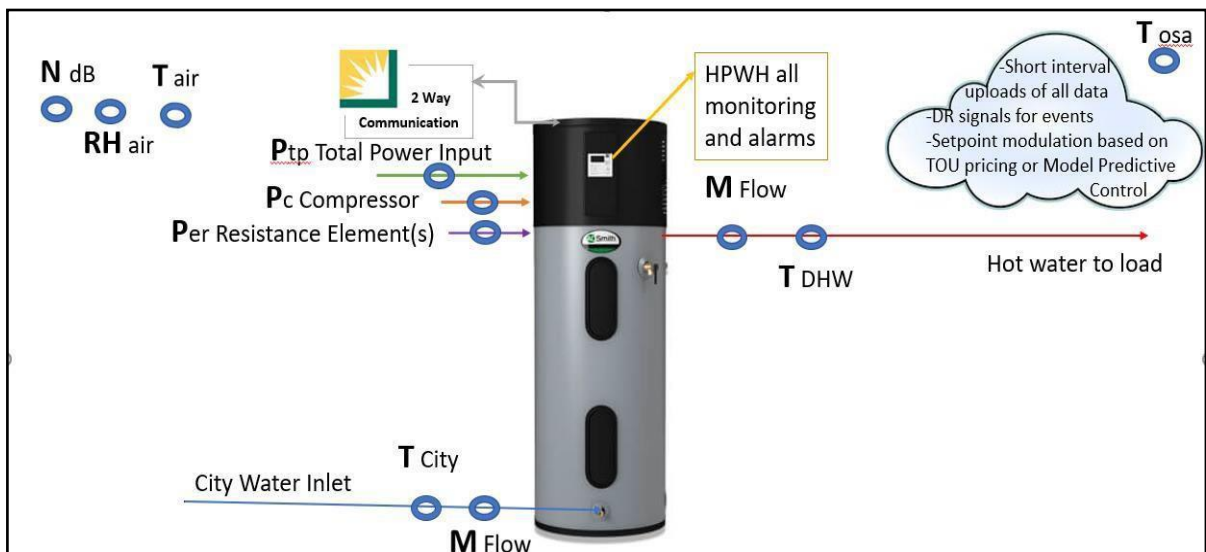 N dB
T air
RH air
2 Way
Communication
HPWH all
monitoring
and alarms
T osa
-Short interval
uploads of all data
-DR signals for events
-Setpoint modulation based on
TOU pricing or Model Predictive
Control
Ptp Total Power Input
Pc Compressor
Per Resistance Element(s)
M Flow
Smith
T DHW
Hot water to load
T City
City Water Inlet
M Flow